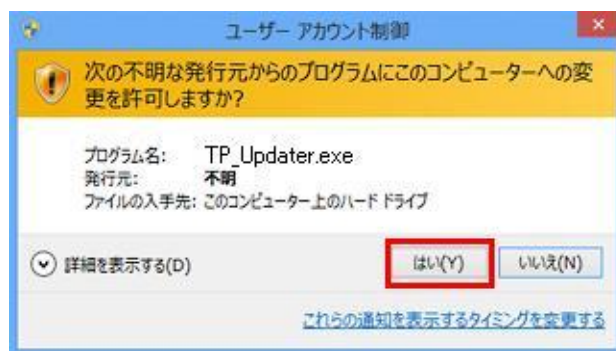 ユーザー アカウント制御
次の不明な発行元からのプログラムにこのコンピューターへの変
更を許可しますか?
プログラム名: TP_Updater.exe
発行元: 不明
ファイルの入手先: このコンピューター上のハード ドライブ
詳細を表示する(D) はい(Y) いいえ(N)
これらの通知を表示するタイミングを変更する